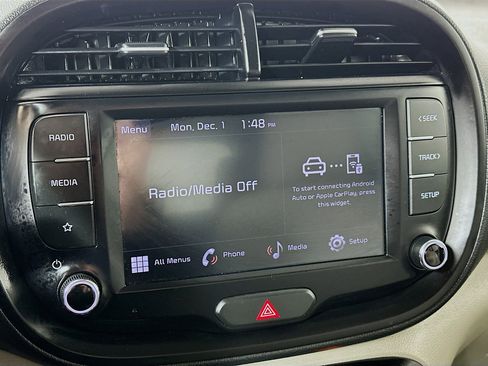 Menu Mon, Dec. 1 1:48 PM
< SEEK
RADIO
TRACK >
MEDIA
Radio/Media Off
To start connecting Android
Auto or Apple CarPlay, press
this widget.
SETUP
All Menus Phone Media Setup